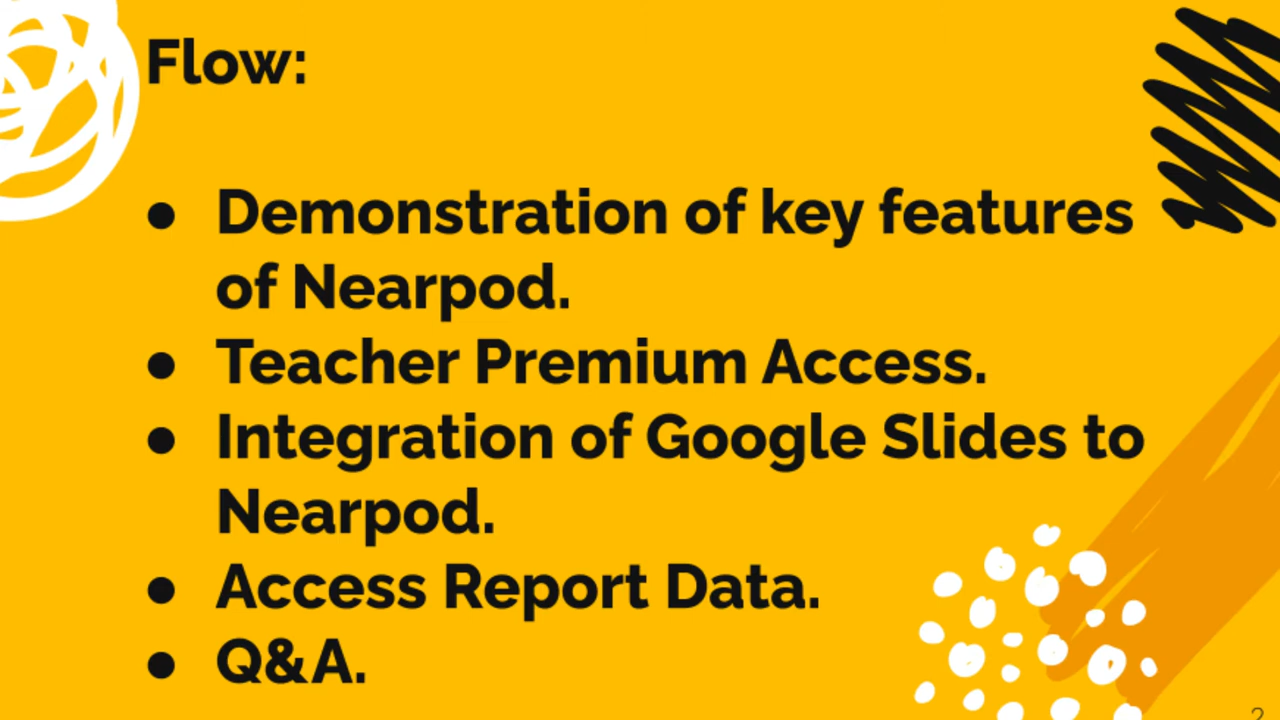 Flow:
● Demonstration of key features
of Nearpod.
● Teacher Premium Access.
● Integration of Google Slides to
Nearpod.
● Access Report Data.
● Q&A.
2